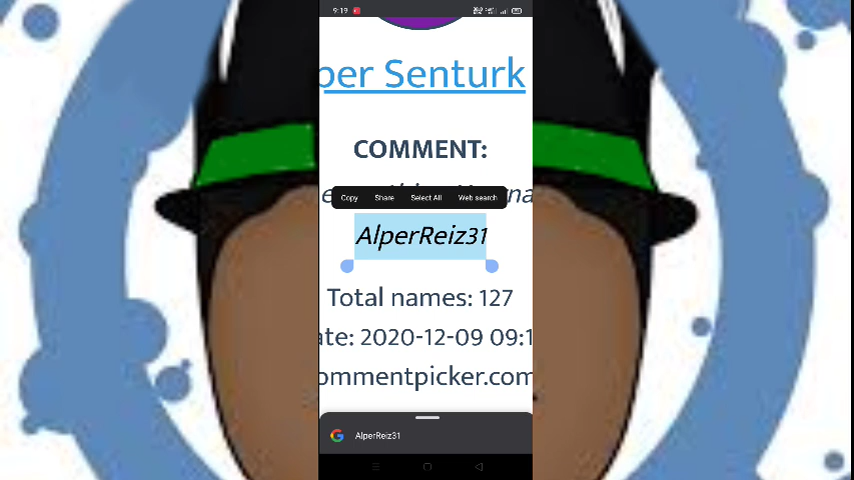 9:19
per Senturk
COMMENT:
Copy Share Select All Web search
AlperReiz31
Total names: 127
ate: 2020-12-09 09:1
ommentpicker.com
AlperReiz31